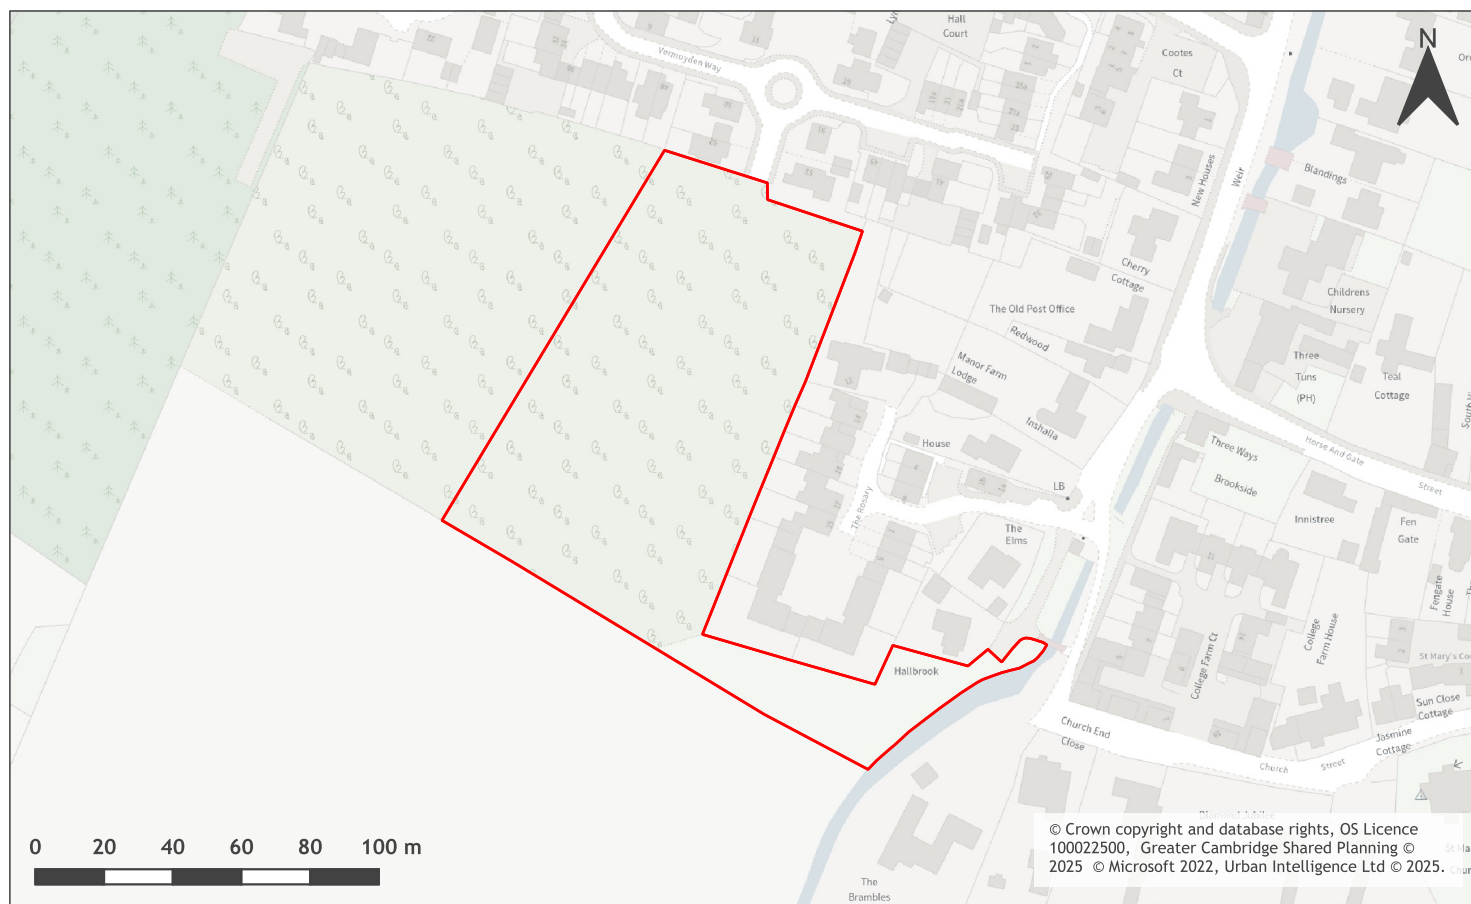 Hall
Court
Vermuyden Way
Cootes
Ct
N
New Houses
Weir
Blandings
Cherry
Cottage
The Old Post Office
Redwood
Childrens
Nursery
Manor Farm
Lodge
Three
Tuns
(PH)
Teal
Cottage
Inshalla
House
Three Ways
Horse And Gate
Street
Brookside
LB
The Rosary
The
Elms
Innistree
Fen
Gate
Fengate
House
College
Farm House
College Farm Ct
St Mary's Co
Hallbrook
Sun Close
Cottage
Church End
Close
Jasmine
Cottage
Church
Street
The
Brambles
0 20 40 60 80 100 m
© Crown copyright and database rights, OS Licence
100022500, Greater Cambridge Shared Planning ©
2025 © Microsoft 2022, Urban Intelligence Ltd © 2025.